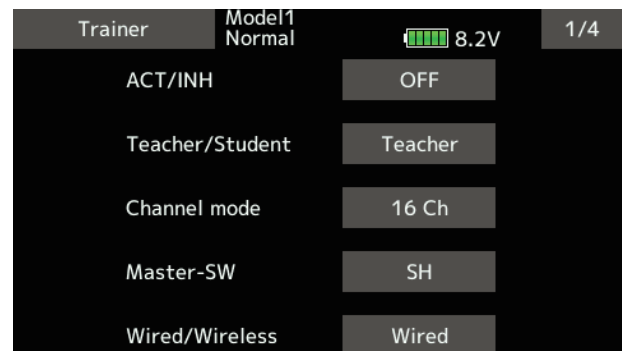 Trainer
Model1
Normal
8.2V
1/4
ACT/INH OFF
Teacher/Student Teacher
Channel mode 16 Ch
Master-SW SH
Wired/Wireless Wired